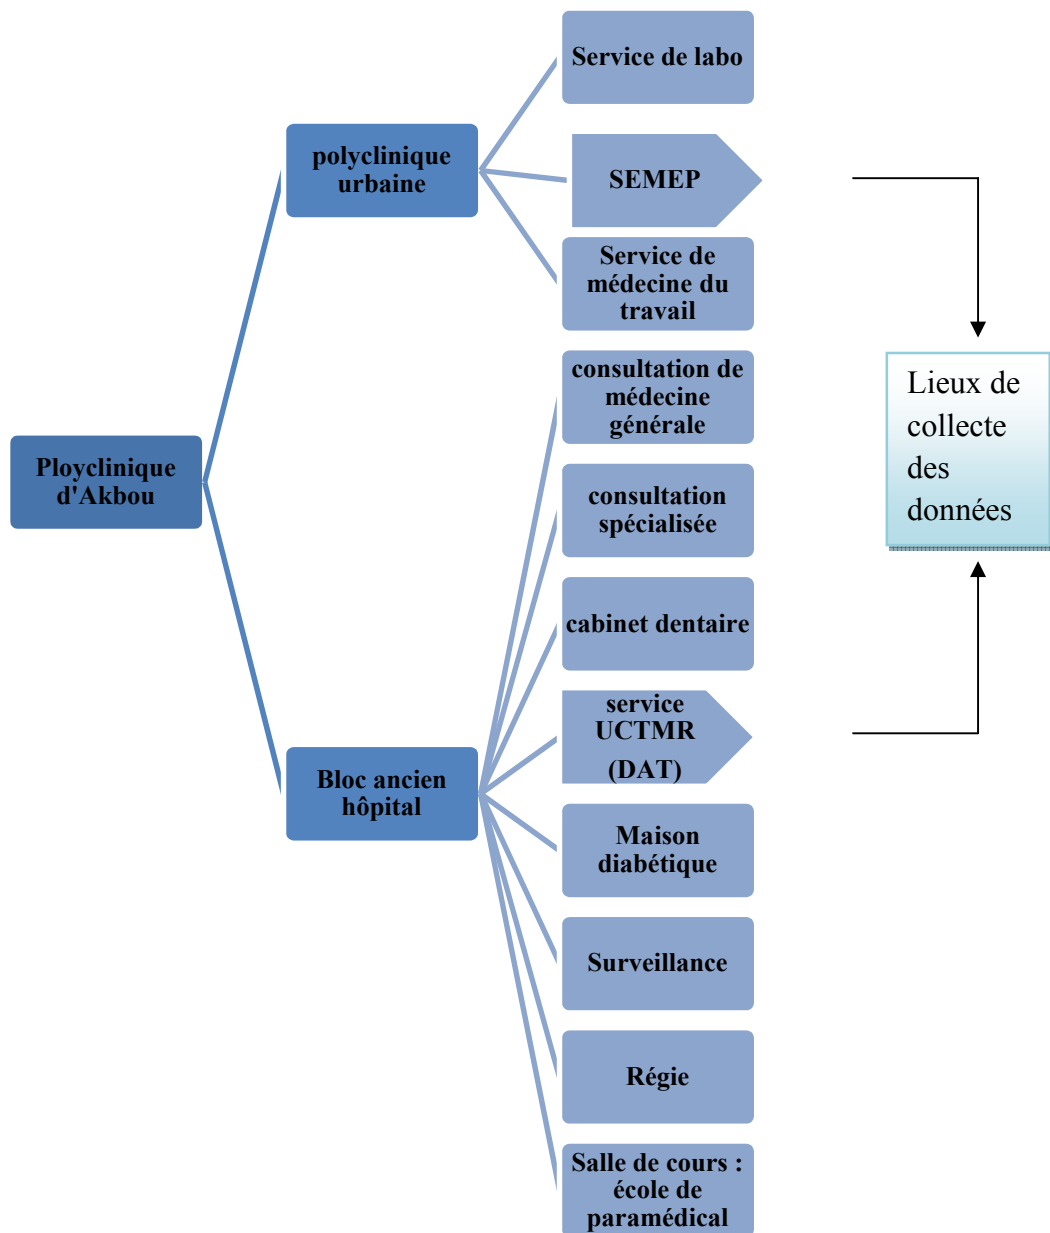 Service de labo
polyclinique
urbaine
SEMEP
Service de
médecine du
travail
consultation de
médecine
générale
Lieux de
collecte
des
données
Ployclinique
d'Akbou
consultation
spécialisée
cabinet dentaire
service
UCTMR
(DAT)
Bloc ancien
hôpital
Maison
diabétique
Surveillance
Régie
Salle de cours :
école de
paramédical